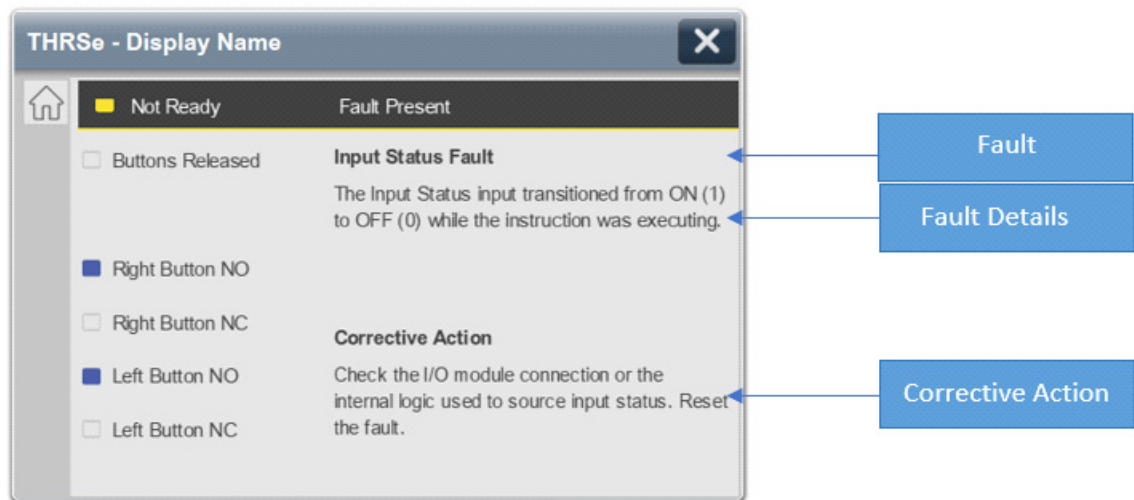 THRSe - Display Name
Not Ready
Fault Present
Buttons Released
Input Status Fault
The Input Status input transitioned from ON (1)
to OFF (0) while the instruction was executing.
Right Button NO
Right Button NC
Corrective Action
Left Button NO
Check the I/O module connection or the
internal logic used to source input status. Reset
the fault.
Left Button NC
Fault
Fault Details
Corrective Action